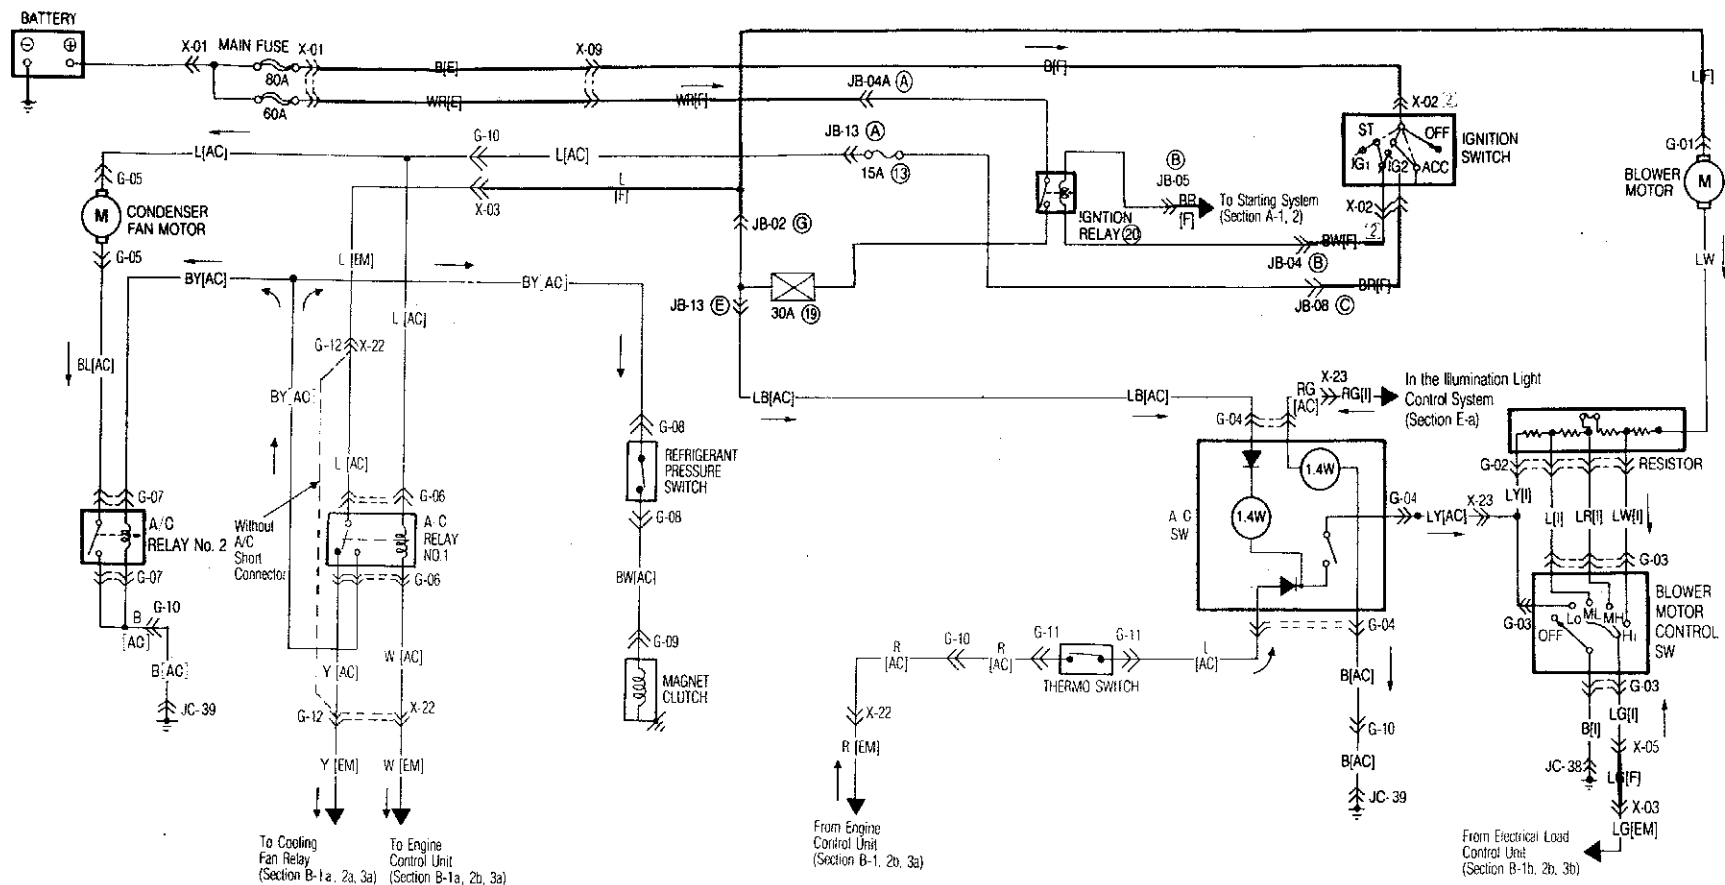 BATTERY
X-01
MAIN FUSE
X-01
X-09
80A
B[E]
B[F]
60A
WR[E]
WR[F]
JB-04A (A)
X-02 [2]
L[F]
ST
OFF
IG1
IG2
ACC
IGNITION
SWITCH
G-01
BLOWER
MOTOR
M
LW
L[AC]
G-10
L[AC]
JB-13 (A)
15A (13)
G-05
M
CONDENSER
FAN MOTOR
G-05
X-03
L
[F]
JB-02 (G)
IGNTION
RELAY (20)
(B)
JB-05
BR
[F]
To Starting System
(Section A-1, 2)
X-02
[2]
BW[F]
JB-04 (B)
BR[F]
JB-08 (C)
L [EM]
BY[AC]
BY[AC]
L [AC]
JB-13 (E)
30A (19)
G-12
X-22
BL[AC]
BY[AC]
LB[AC]
LB[AC]
RG
[AC]
X-23
RG[I]
In the Illumination Light
Control System
(Section E-a)
G-04
G-08
REFRIGERANT
PRESSURE
SWITCH
G-08
L [AC]
1.4W
1.4W
A C
SW
G-04
LY[AC]
X-23
G-02
RESISTOR
LY[I]
L[I]
LR[I]
LW[I]
G-07
G-06
A/C
RELAY No. 2
G-07
Without
A/C
Short
Connector
A-C
RELAY
NO.1
G-06
BW[AC]
G-03
BLOWER
MOTOR
CONTROL
SW
G-03
OFF
Lo
ML
MH
Hi
B
[AC]
G-10
B[AC]
JC-39
Y [AC]
W [AC]
G-09
MAGNET
CLUTCH
G-12
X-22
Y [EM]
W [EM]
R
[AC]
G-10
R
[AC]
G-11
G-11
THERMO SWITCH
L
[AC]
G-04
B[AC]
G-10
B[AC]
JC-39
X-22
R [EM]
G-03
B[I]
LG[I]
X-05
JC-38
LG[F]
X-03
LG[EM]
To Cooling
Fan Relay
(Section B-1a, 2a, 3a)
To Engine
Control Unit
(Section B-1a, 2b, 3a)
From Engine
Control Unit
(Section B-1, 2b, 3a)
From Electrical Load
Control Unit
(Section B-1b, 2b, 3b)